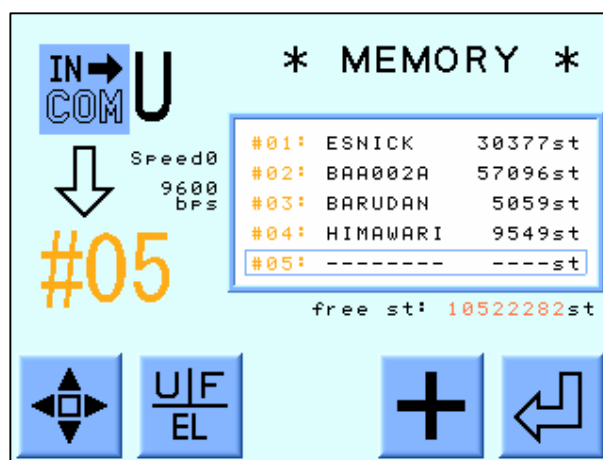 IN
COM
U
* MEMORY *
Speed0
9600
bps
#05
#01: ESNICK 30377st
#02: BAA002A 57096st
#03: BARUDAN 5059st
#04: HIMAWARI 9549st
#05: -------- ----st
free st: 10522282st
U|F
EL